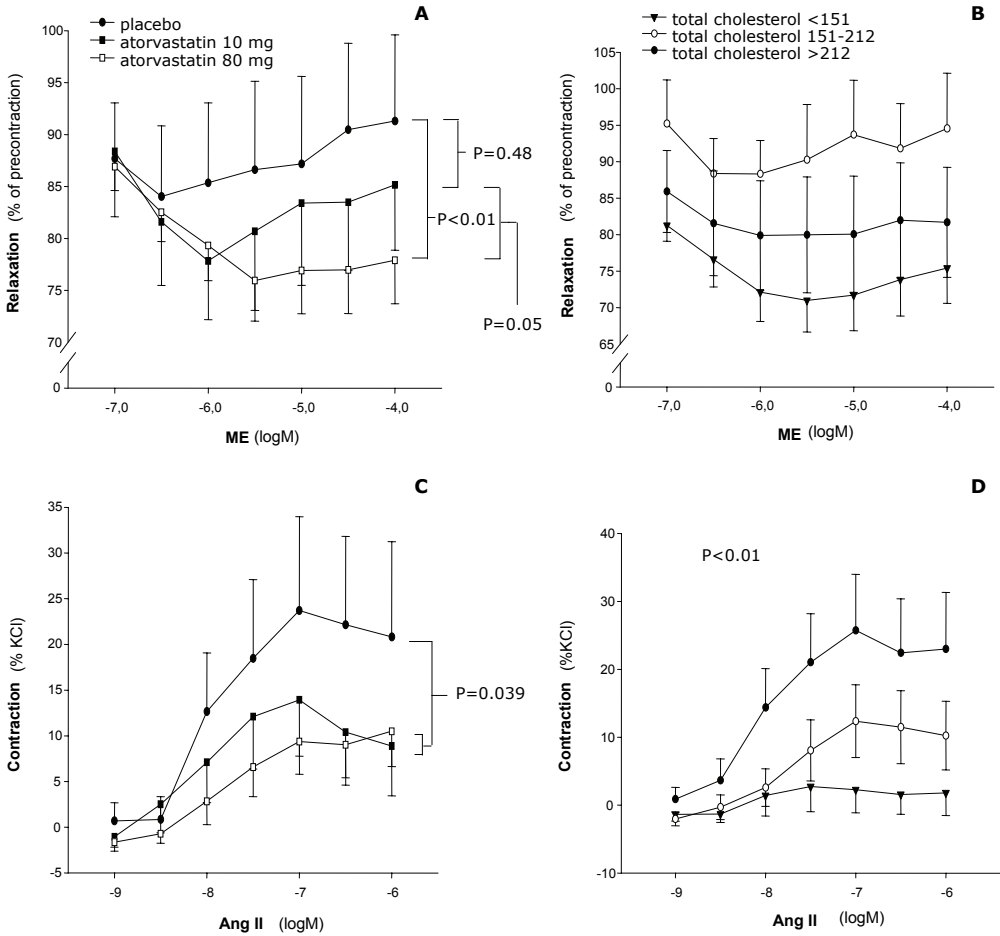 A
placebo
atorvastatin 10 mg
atorvastatin 80 mg
100
95
90
85
80
75
70
0
Relaxation (% of precontraction)
P=0.48
P<0.01
P=0.05
-7,0
-6,0
-5,0
-4,0
ME (logM)
B
total cholesterol <151
total cholesterol 151-212
total cholesterol >212
105
100
95
90
85
80
75
70
65
0
Relaxation (% of precontraction)
-7,0
-6,0
-5,0
-4,0
ME (logM)
C
35
30
25
20
15
10
5
0
-5
Contraction (% KCl)
P=0.039
-9
-8
-7
-6
Ang II (logM)
D
40
30
20
10
0
-10
Contraction (%KCl)
P<0.01
-9
-8
-7
-6
Ang II (logM)